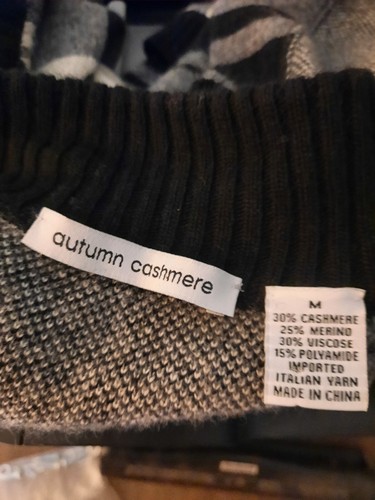 autumn cashmere
M
30% CASHMERE
25% MERINO
30% VISCOSE
15% POLYAMIDE
IMPORTED
ITALIAN YARN
MADE IN CHINA